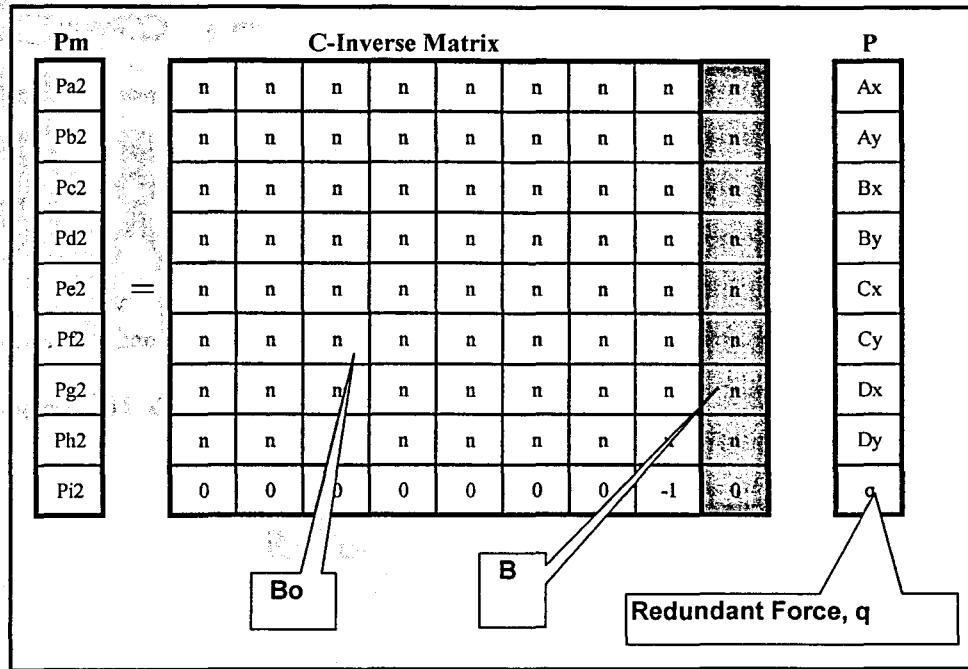 Pm C-Inverse Matrix P
Pa2 n n n n n n n n n Ax
Pb2 n n n n n n n n n Ay
Pc2 n n n n n n n n n Bx
Pd2 n n n n n n n n n By
Pe2 = n n n n n n n n n Cx
Pf2 n n n n n n n n n Cy
Pg2 n n n n n n n n n Dx
Ph2 n n n n n n n n Dy
Pi2 0 0 0 0 0 0 0 -1 0 q
Bo B Redundant Force, q